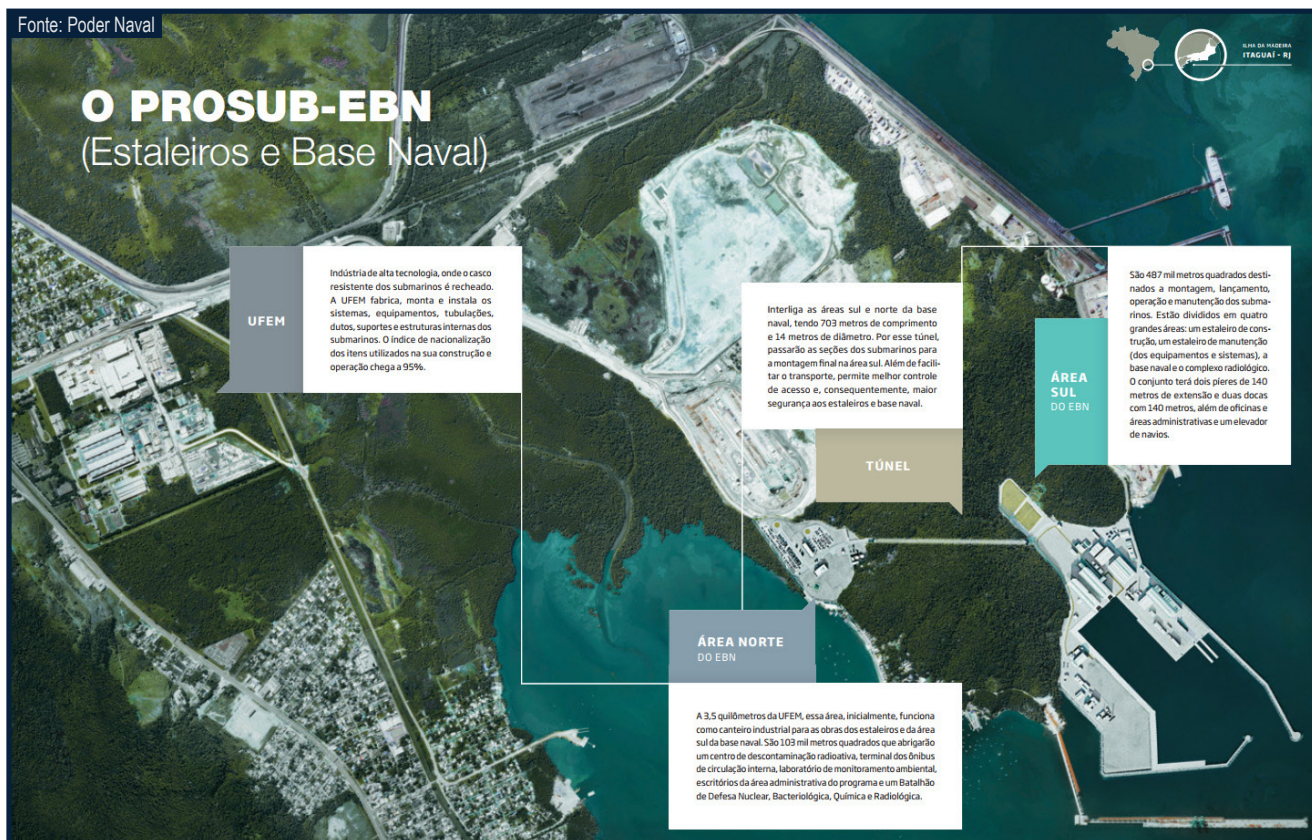 Fonte: Poder Naval
ILHA DA MADEIRA
ITAGUAÍ - RJ
O PROSUB-EBN
(Estaleiros e Base Naval)
UFEM
Indústria de alta tecnologia, onde o casco
resistente dos submarinos é recheado.
A UFEM fabrica, monta e instala os
sistemas, equipamentos, tubulações,
dutos, suportes e estruturas internas dos
submarinos. O índice de nacionalização
dos itens utilizados na sua construção e
operação chega a 95%.
Interliga as áreas sul e norte da base
naval, tendo 703 metros de comprimento
e 14 metros de diâmetro. Por esse túnel,
passarão as seções dos submarinos para
a montagem final na área sul. Além de facili-
tar o transporte, permite melhor controle
de acesso e, consequentemente, maior
segurança aos estaleiros e base naval.
TÚNEL
ÁREA
SUL
DO EBN
São 487 mil metros quadrados desti-
nados a montagem, lançamento,
operação e manutenção dos subma-
rinos. Estão divididos em quatro
grandes áreas: um estaleiro de cons-
trução, um estaleiro de manutenção
(dos equipamentos e sistemas), a
base naval e o complexo radiológico.
O conjunto terá dois píeres de 140
metros de extensão e duas docas
com 140 metros, além de oficinas e
áreas administrativas e um elevador
de navios.
ÁREA NORTE
DO EBN
A 3,5 quilômetros da UFEM, essa área, inicialmente, funciona
como canteiro industrial para as obras dos estaleiros e da área
sul da base naval. São 103 mil metros quadrados que abrigarão
um centro de descontaminação radioativa, terminal dos ônibus
de circulação interna, laboratório de monitoramento ambiental,
escritórios da área administrativa do programa e um Batalhão
de Defesa Nuclear, Bacteriológica, Química e Radiológica.